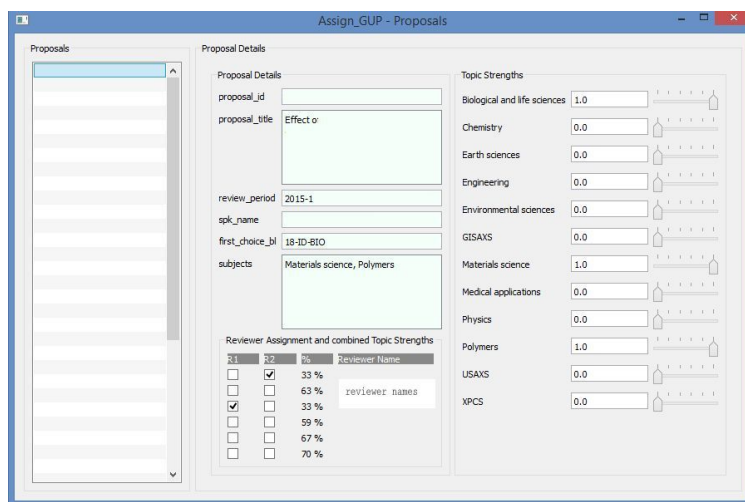 Assign_GUP - Proposals
Proposals
Proposal Details
Proposal Details
proposal_id
proposal_title
Effect of
review_period
2015-1
spk_name
first_choice_bl
18-ID-BIO
subjects
Materials science, Polymers
Reviewer Assignment and combined Topic Strengths
R1 R2 % Reviewer Name
33 %
63 %
33 %
59 %
67 %
70 %
reviewer names
Topic Strengths
Biological and life sciences 1.0
Chemistry 0.0
Earth sciences 0.0
Engineering 0.0
Environmental sciences 0.0
GISAXS 0.0
Materials science 1.0
Medical applications 0.0
Physics 0.0
Polymers 1.0
USAXS 0.0
XPCS 0.0